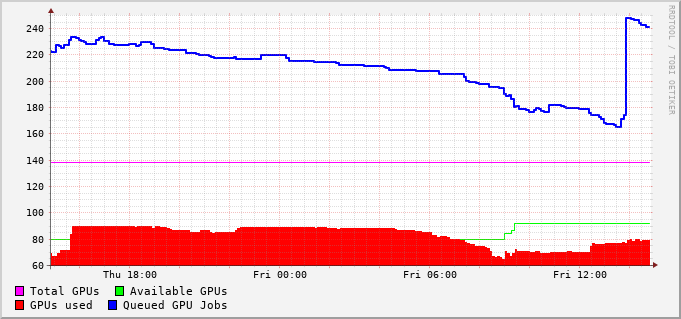 240
220
200
180
160
140
120
100
80
60
Thu 18:00 Fri 00:00 Fri 06:00 Fri 12:00
Total GPUs Available GPUs
GPUs used Queued GPU Jobs
RRDTOOL / TOBI OETIKER